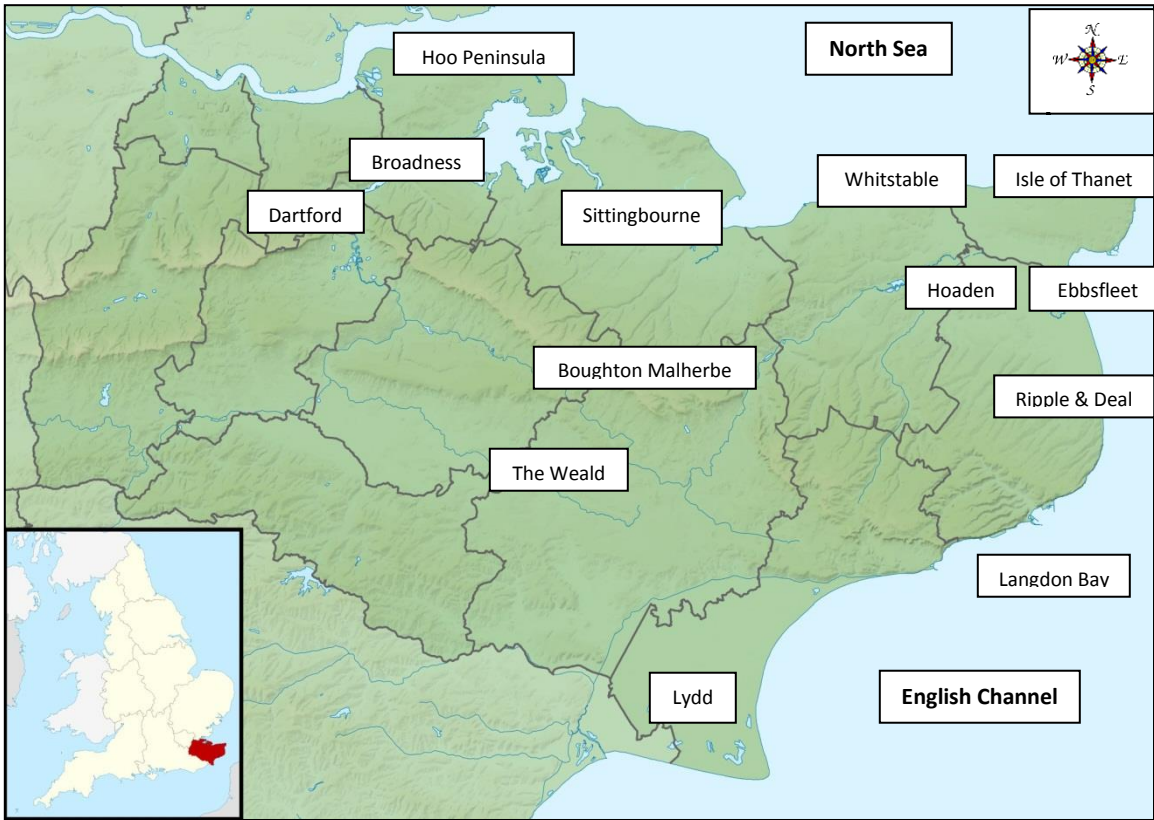 Hoo Peninsula
North Sea
N
W E
S
Broadness
Whitstable
Isle of Thanet
Dartford
Sittingbourne
Hoaden
Ebbsfleet
Boughton Malherbe
Ripple & Deal
The Weald
Langdon Bay
Lydd
English Channel